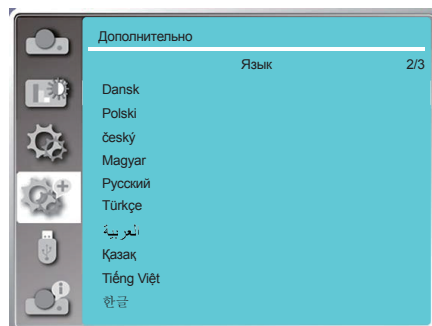 Дополнительно
Язык 2/3
Dansk
Polski
český
Magyar
Русский
Türkçe
العربية
Қазақ
Tiếng Việt
한글